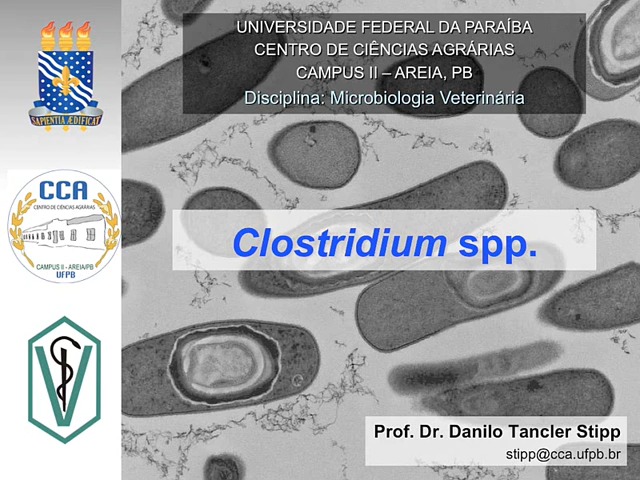 UNIVERSIDADE FEDERAL DA PARAÍBA
CENTRO DE CIÊNCIAS AGRÁRIAS
CAMPUS II – AREIA, PB
Disciplina: Microbiologia Veterinária
SAPIENTIA ÆDIFICAT
CCA
CENTRO DE CIÊNCIAS AGRÁRIAS
CAMPUS II - AREIA/PB
UFPB
Clostridium spp.
V
Prof. Dr. Danilo Tancler Stipp
stipp@cca.ufpb.br